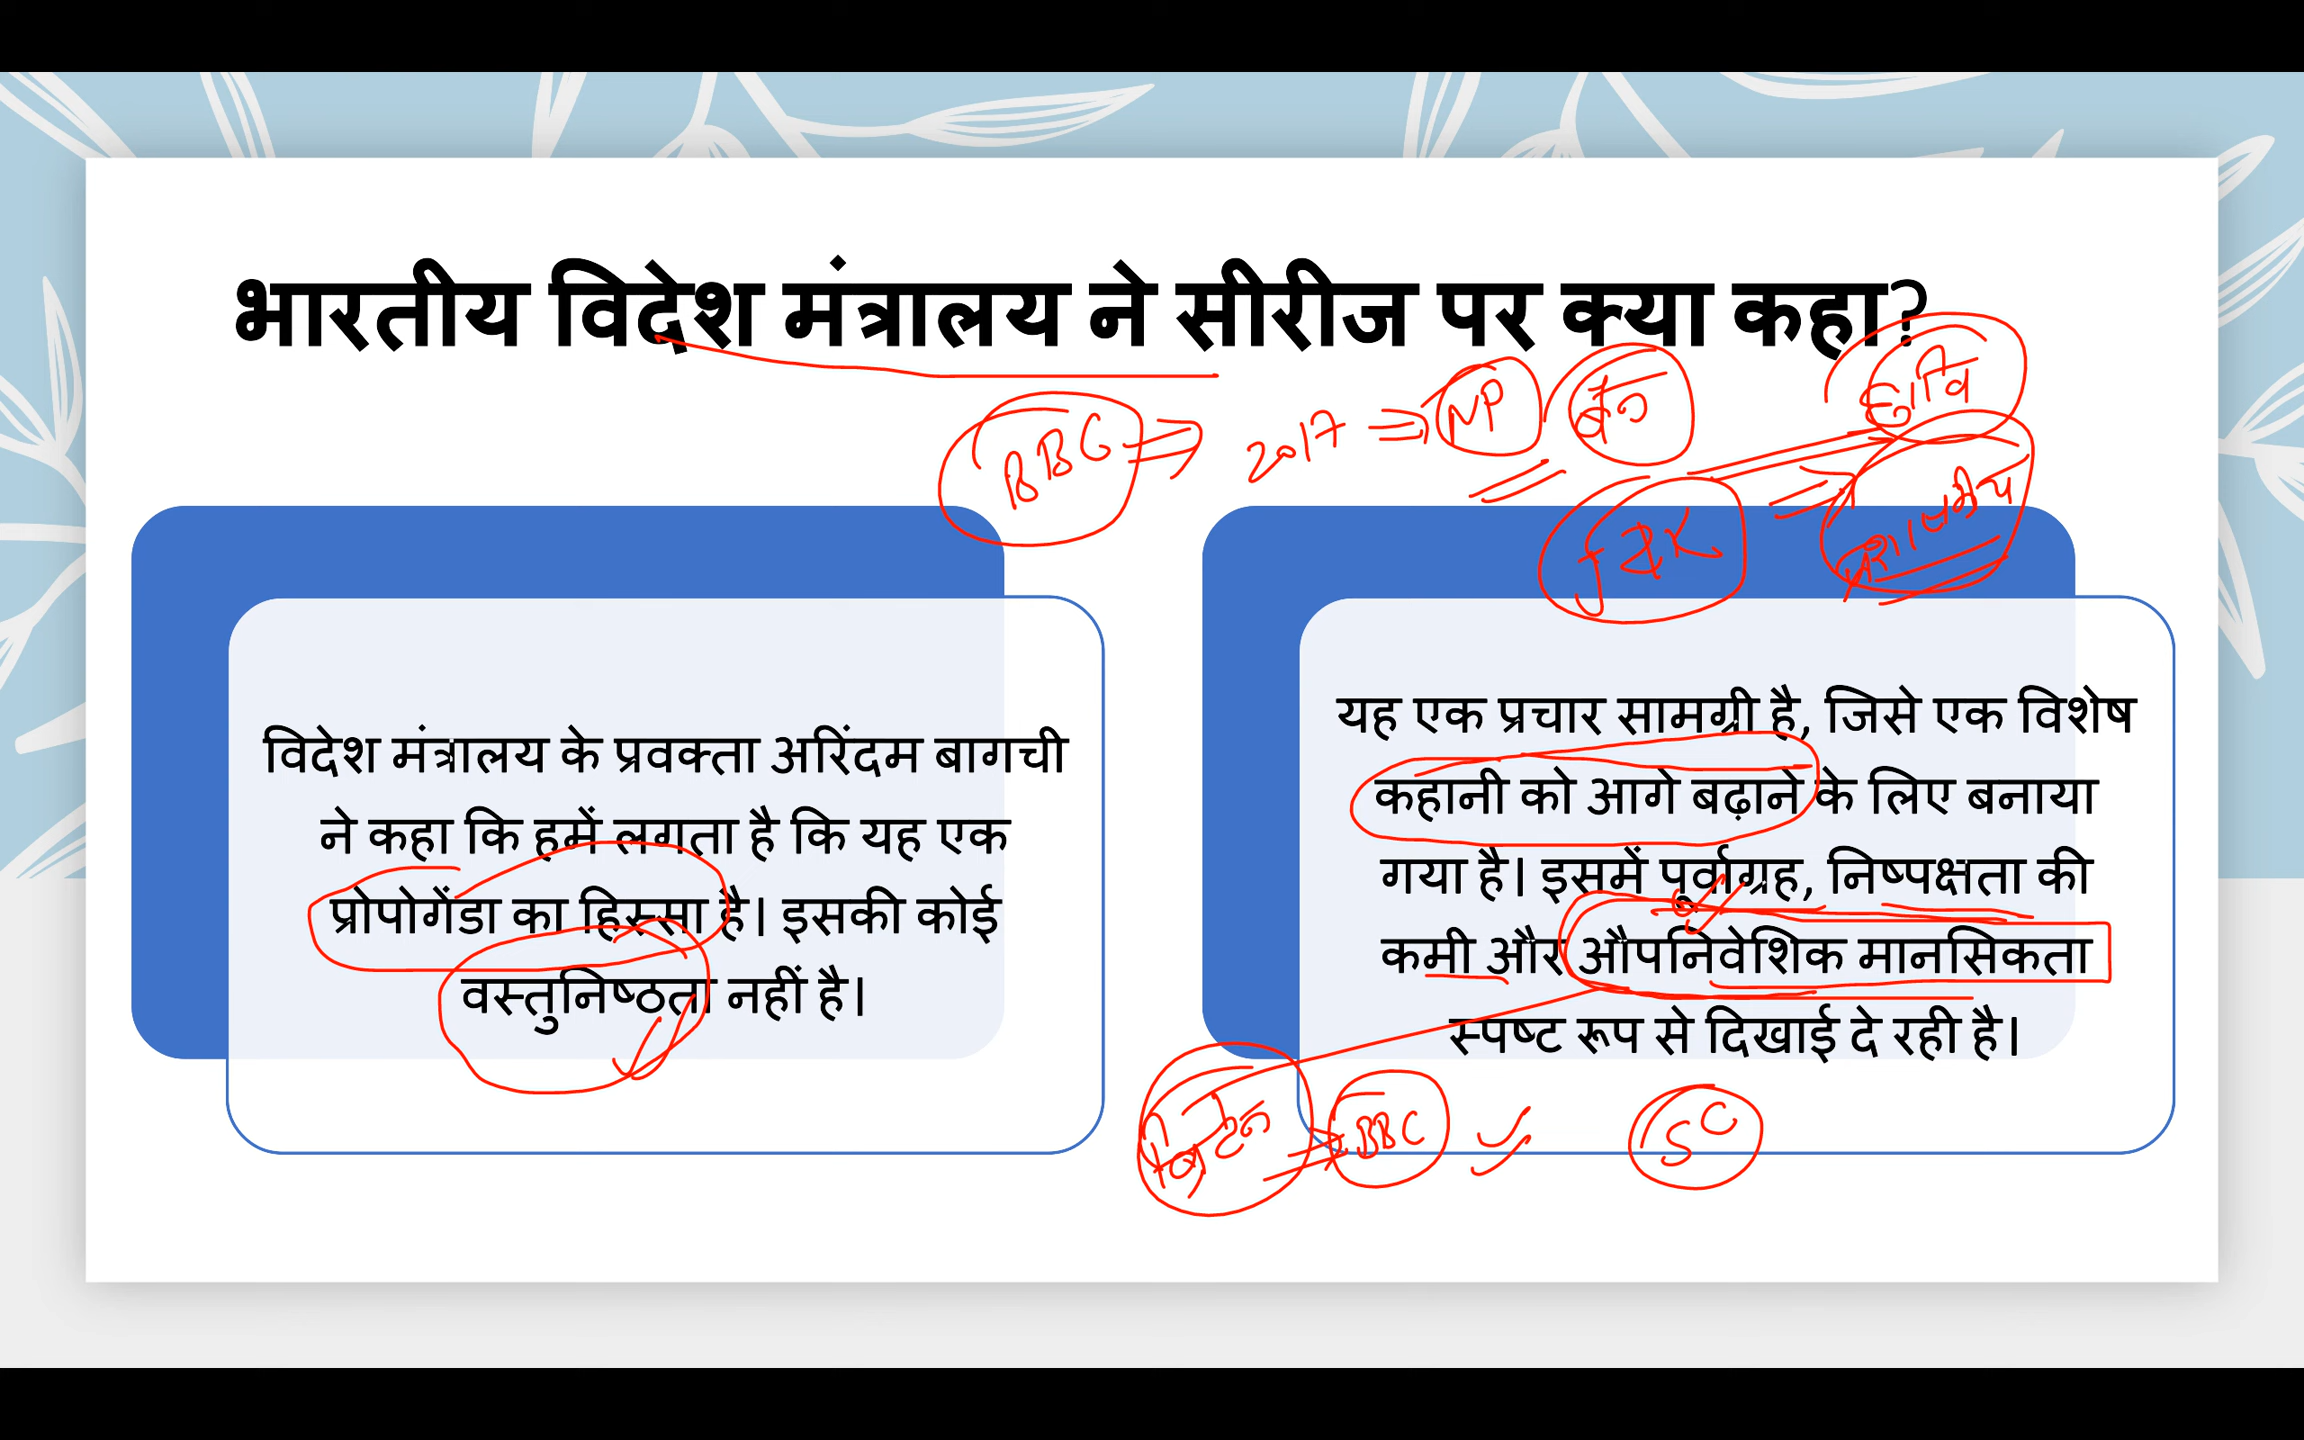 भारतीय विदेश मंत्रालय ने सीरीज पर क्या कहा?
BBC 2017 NP बैन छवि
J&K
विदेश मंत्रालय के प्रवक्ता अरिंदम बागची
ने कहा कि हमें लगता है कि यह एक
प्रोपोगेंडा का हिस्सा है। इसकी कोई
वस्तुनिष्ठता नहीं है।
यह एक प्रचार सामग्री है, जिसे एक विशेष
कहानी को आगे बढ़ाने के लिए बनाया
गया है। इसमें पूर्वाग्रह, निष्पक्षता की
कमी और औपनिवेशिक मानसिकता
स्पष्ट रूप से दिखाई दे रही है।
ब्रिटेन BBC SC